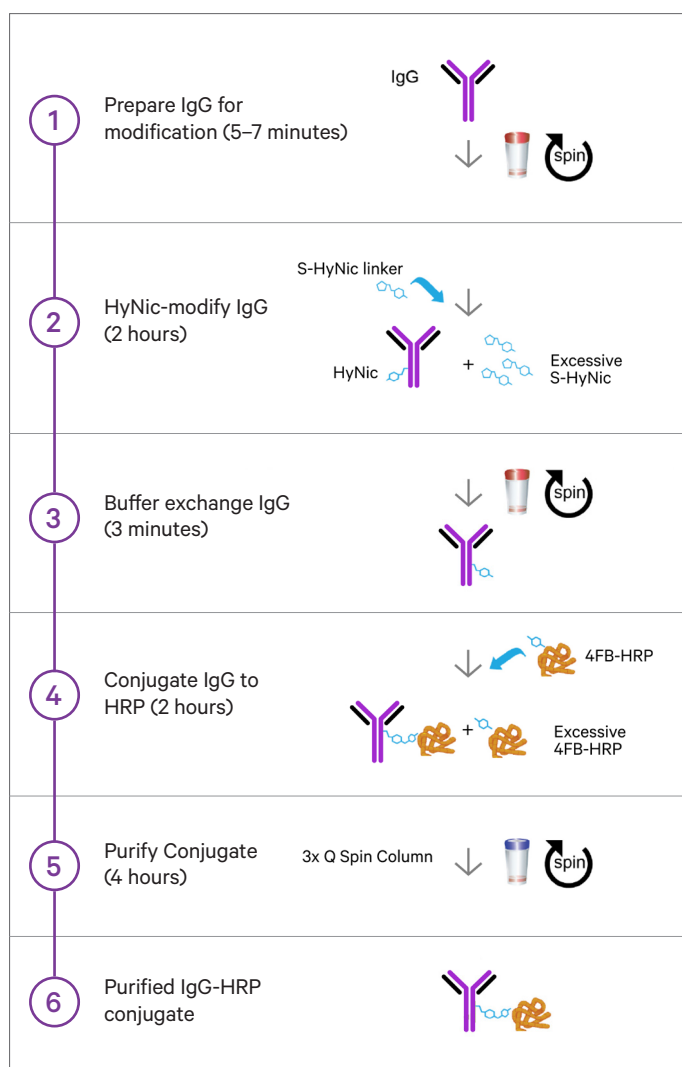 1
Prepare IgG for
modification (5–7 minutes)
IgG
spin
2
HyNic-modify IgG
(2 hours)
S-HyNic linker
HyNic
+
Excessive
S-HyNic
3
Buffer exchange IgG
(3 minutes)
spin
4
Conjugate IgG to
HRP (2 hours)
4FB-HRP
+
Excessive
4FB-HRP
5
Purify Conjugate
(4 hours)
3x Q Spin Column
spin
6
Purified IgG-HRP
conjugate